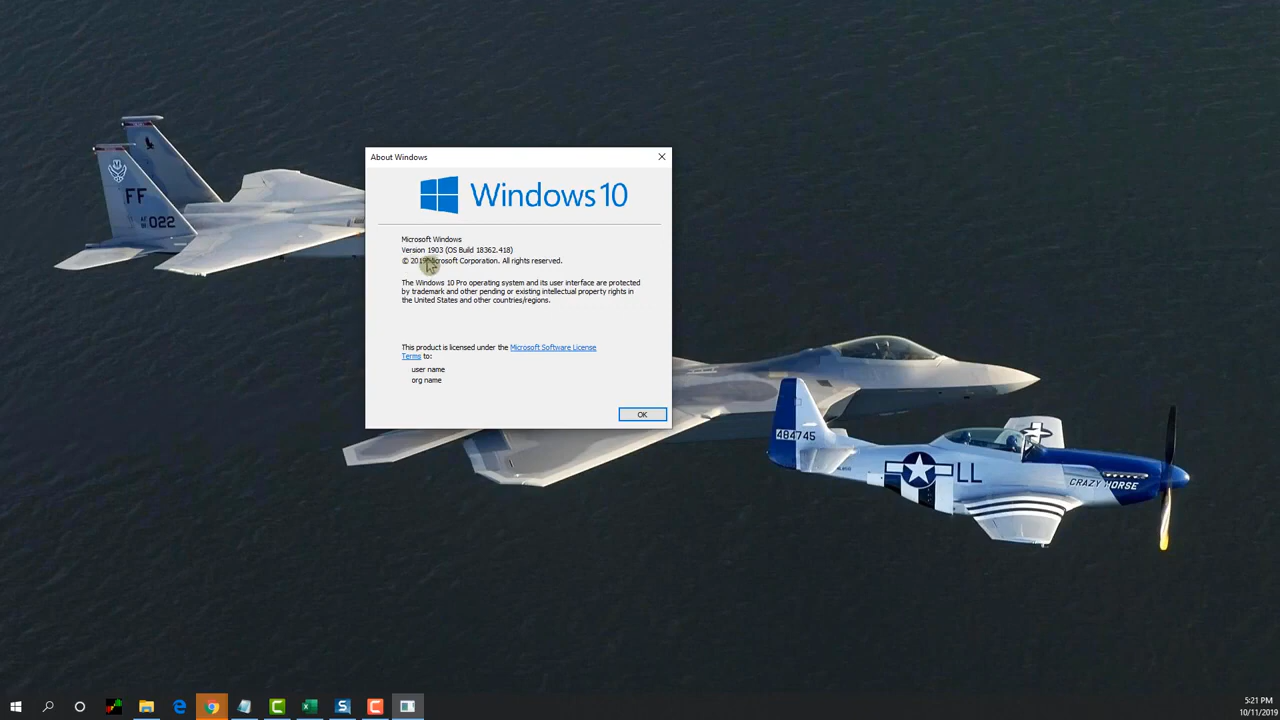 About Windows
Windows 10
Microsoft Windows
Version 1903 (OS Build 18362.418)
© 2019 Microsoft Corporation. All rights reserved.
The Windows 10 Pro operating system and its user interface are protected
by trademark and other pending or existing intellectual property rights in
the United States and other countries/regions.
This product is licensed under the Microsoft Software License
Terms to:
user name
org name
OK
FF
022
484745
LL
CRAZY HORSE
5:21 PM
10/11/2019